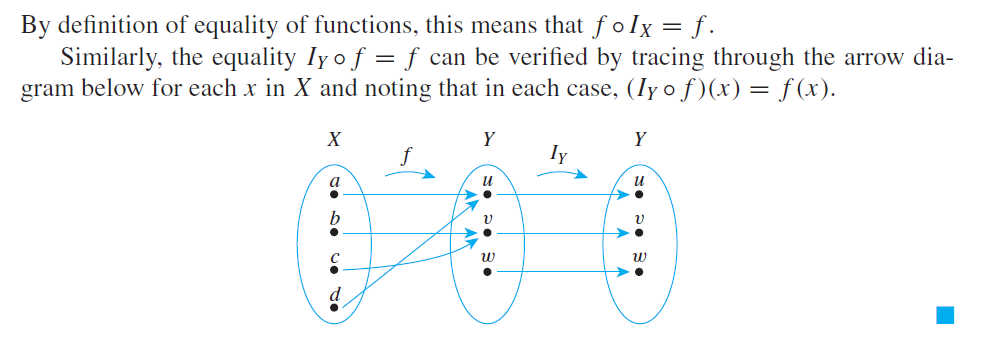 By definition of equality of functions, this means that f ∘ I_X = f.
Similarly, the equality I_Y ∘ f = f can be verified by tracing through the arrow dia-
gram below for each x in X and noting that in each case, (I_Y ∘ f)(x) = f(x).
X Y Y
f I_Y
a u u
b v v
c w w
d